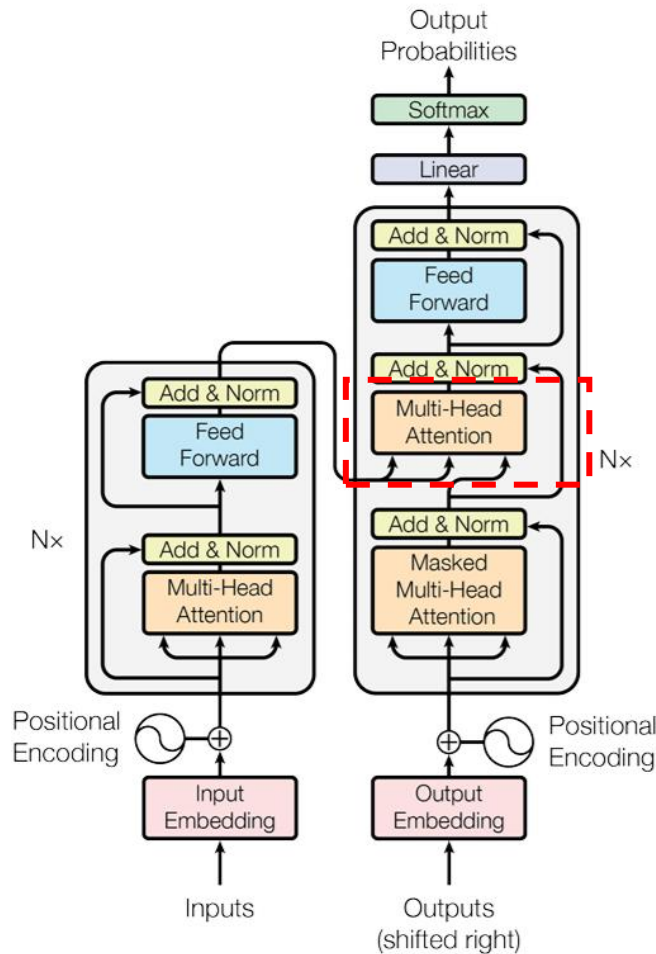 Output
Probabilities
Softmax
Linear
Add & Norm
Feed
Forward
Add & Norm
Multi-Head
Attention
Add & Norm
Feed
Forward
Nx
Add & Norm
Masked
Multi-Head
Attention
Nx
Add & Norm
Multi-Head
Attention
Positional
Encoding
Positional
Encoding
Input
Embedding
Output
Embedding
Inputs
Outputs
(shifted right)